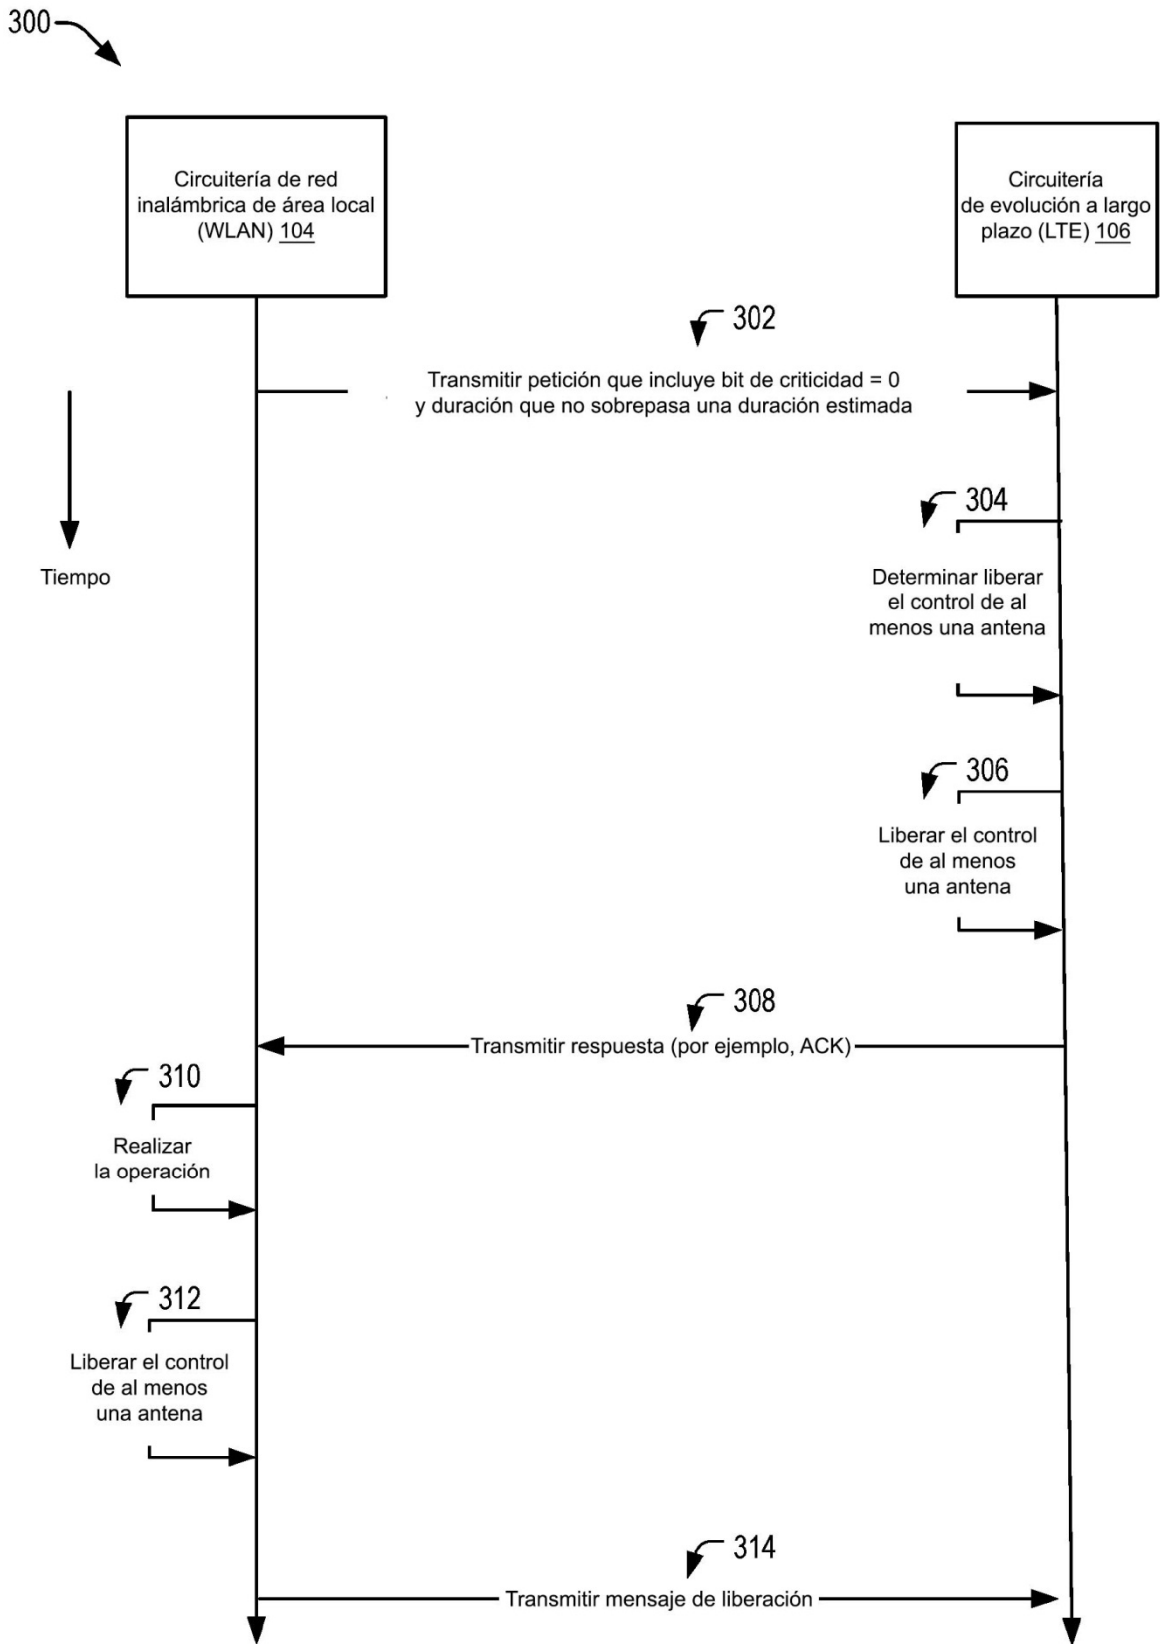 300
Circuitería de red
inalámbrica de área local
(WLAN) 104
Circuitería
de evolución a largo
plazo (LTE) 106
302
Transmitir petición que incluye bit de criticidad = 0
y duración que no sobrepasa una duración estimada
304
Tiempo
Determinar liberar
el control de al
menos una antena
306
Liberar el control
de al menos
una antena
308
Transmitir respuesta (por ejemplo, ACK)
310
Realizar
la operación
312
Liberar el control
de al menos
una antena
314
Transmitir mensaje de liberación